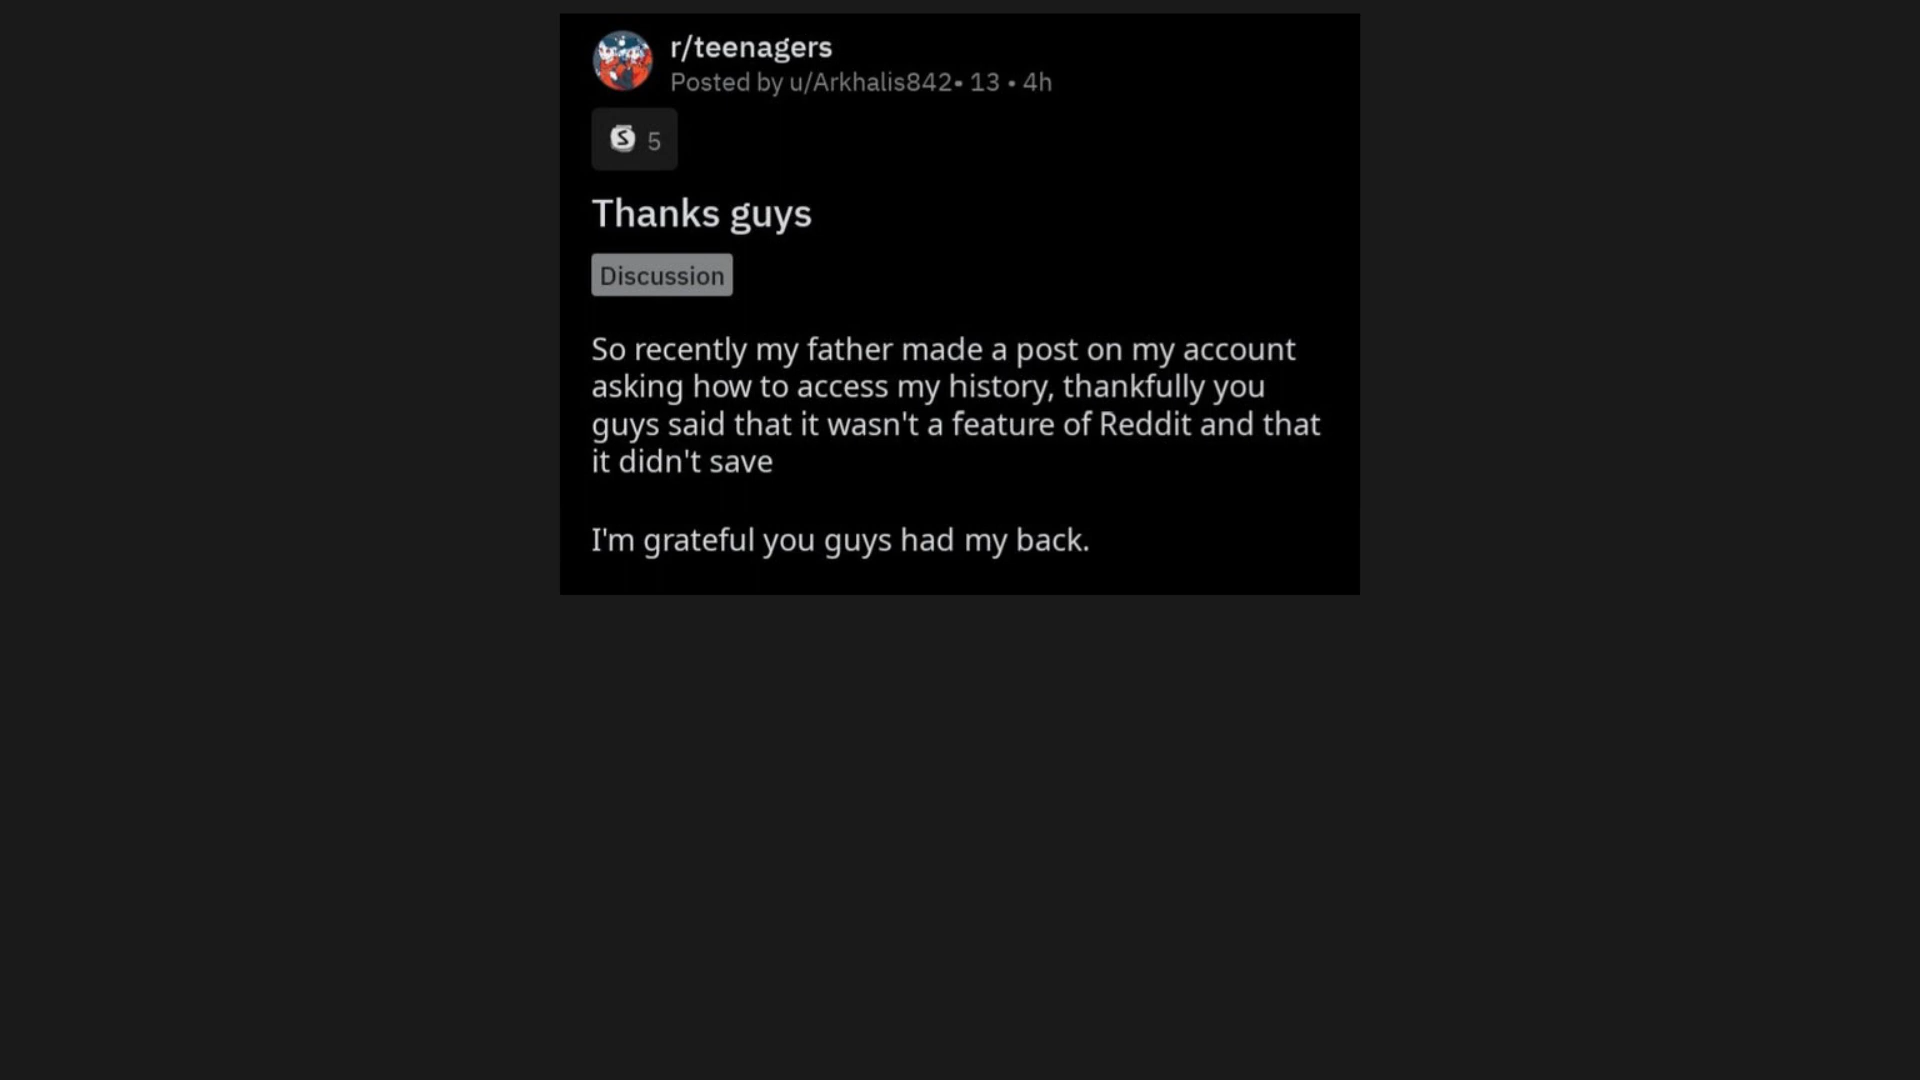 r/teenagers
Posted by u/Arkhalis842• 13 • 4h
S 5
Thanks guys
Discussion
So recently my father made a post on my account
asking how to access my history, thankfully you
guys said that it wasn't a feature of Reddit and that
it didn't save
I'm grateful you guys had my back.